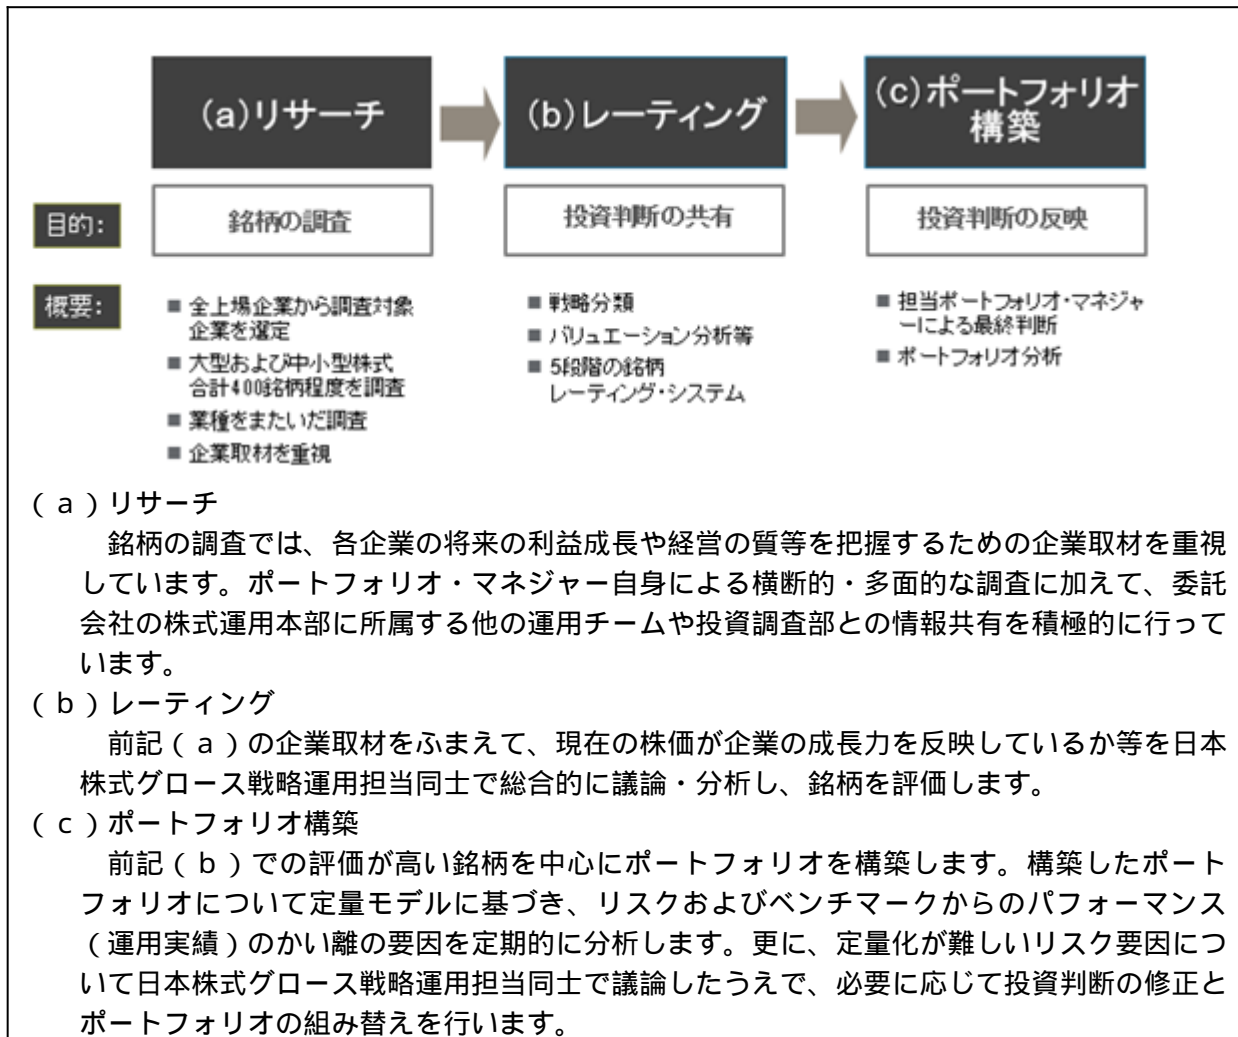 (a)リサーチ
(b)レーティング
(c)ポートフォリオ
構築
目的:
銘柄の調査
投資判断の共有
投資判断の反映
概要:
■ 全上場企業から調査対象
企業を選定
■ 大型および中小型株式
合計400銘柄程度を調査
■ 業種をまたいだ調査
■ 企業取材を重視
■ 戦略分類
■ バリュエーション分析等
■ 5段階の銘柄
レーティング・システム
■ 担当ポートフォリオ・マネジャ
ーによる最終判断
■ ポートフォリオ分析
(a)リサーチ
銘柄の調査では、各企業の将来の利益成長や経営の質等を把握するための企業取材を重視
しています。ポートフォリオ・マネジャー自身による横断的・多面的な調査に加えて、委託
会社の株式運用本部に所属する他の運用チームや投資調査部との情報共有を積極的に行って
います。
(b)レーティング
前記(a)の企業取材をふまえて、現在の株価が企業の成長力を反映しているか等を日本
株式グロース戦略運用担当同士で総合的に議論・分析し、銘柄を評価します。
(c)ポートフォリオ構築
前記(b)での評価が高い銘柄を中心にポートフォリオを構築します。構築したポート
フォリオについて定量モデルに基づき、リスクおよびベンチマークからのパフォーマンス
(運用実績)のかい離の要因を定期的に分析します。更に、定量化が難しいリスク要因につ
いて日本株式グロース戦略運用担当同士で議論したうえで、必要に応じて投資判断の修正と
ポートフォリオの組み替えを行います。